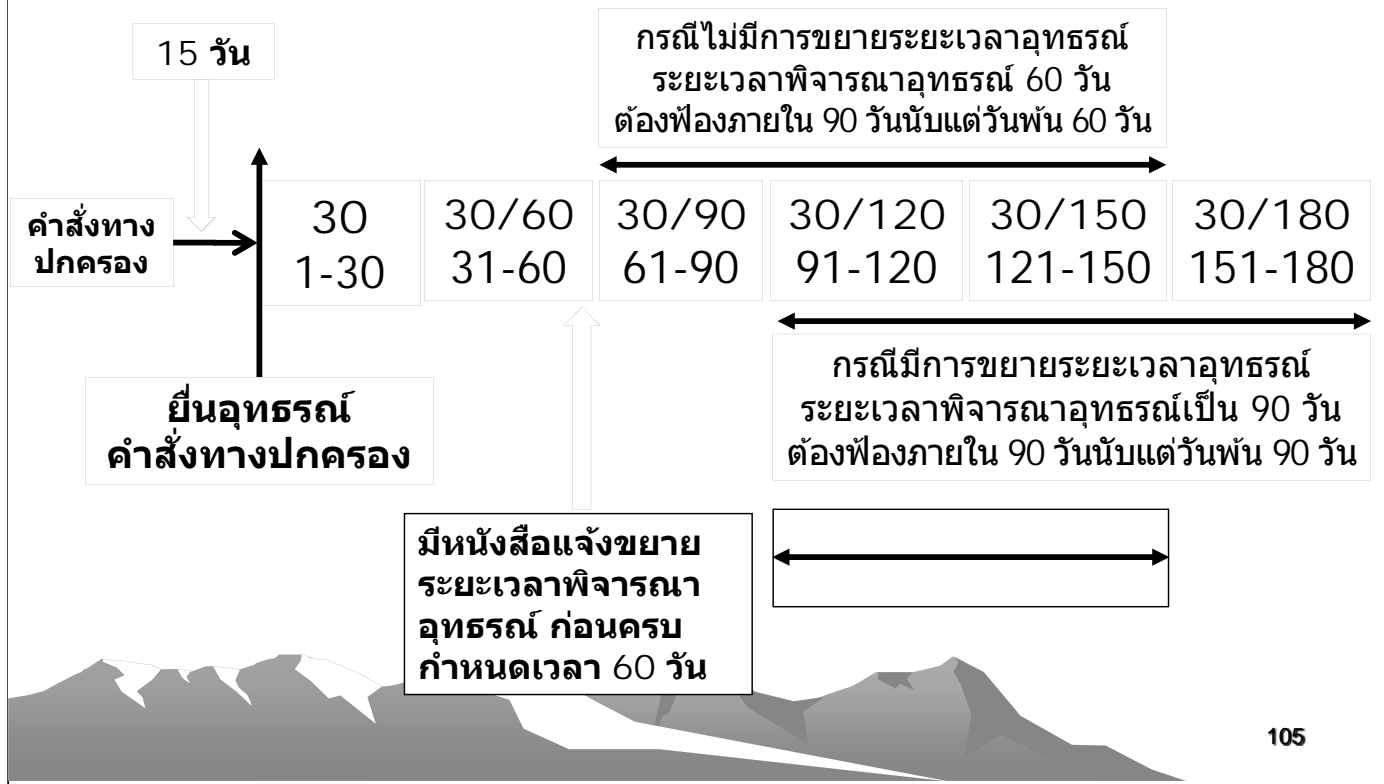 15 วัน
กรณีไม่มีการขยายระยะเวลาอุทธรณ์
ระยะเวลาพิจารณาอุทธรณ์ 60 วัน
ต้องฟ้องภายใน 90 วันนับแต่วันพ้น 60 วัน
คำสั่งทาง
ปกครอง
30
1-30
30/60
31-60
30/90
61-90
30/120
91-120
30/150
121-150
30/180
151-180
ยื่นอุทธรณ์
คำสั่งทางปกครอง
กรณีมีการขยายระยะเวลาอุทธรณ์
ระยะเวลาพิจารณาอุทธรณ์เป็น 90 วัน
ต้องฟ้องภายใน 90 วันนับแต่วันพ้น 90 วัน
มีหนังสือแจ้งขยาย
ระยะเวลาพิจารณา
อุทธรณ์ ก่อนครบ
กำหนดเวลา 60 วัน
105